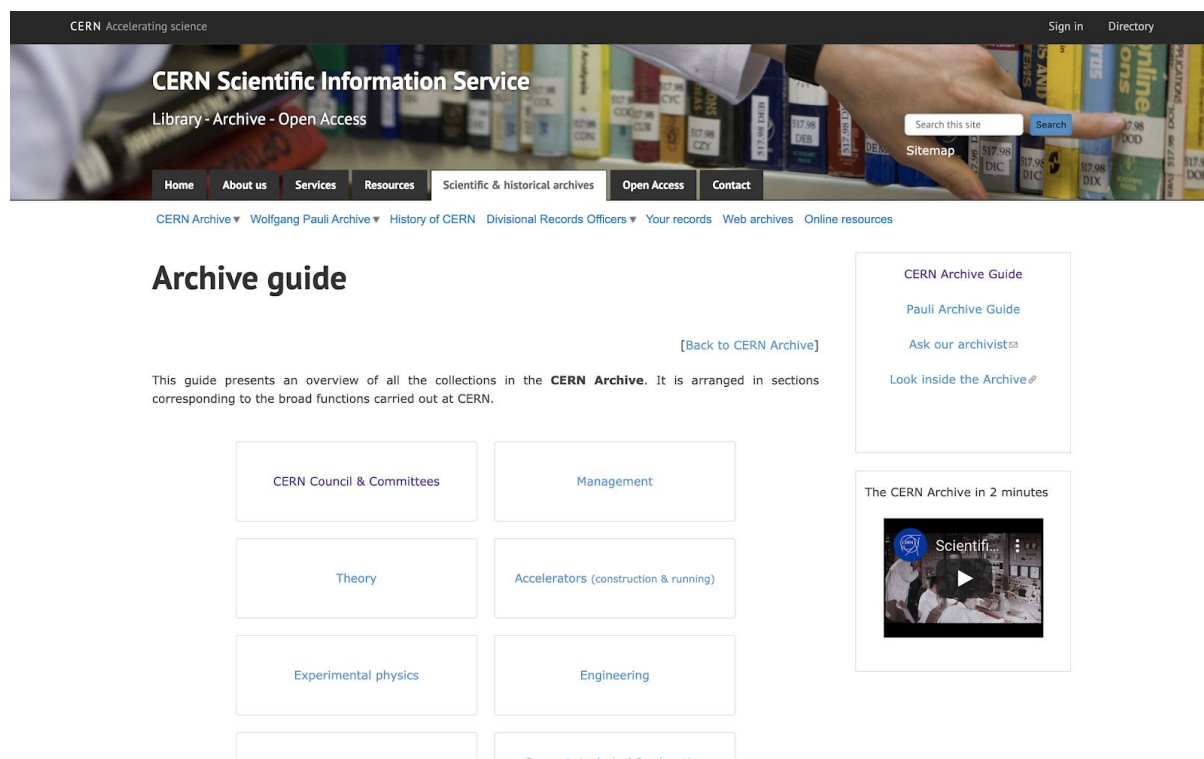 CERN Accelerating science
Sign in Directory
CERN Scientific Information Service
Library - Archive - Open Access
Search this site Search
Sitemap
Home About us Services Resources Scientific & historical archives Open Access Contact
CERN Archive Wolfgang Pauli Archive History of CERN Divisional Records Officers Your records Web archives Online resources
Archive guide
[Back to CERN Archive]
This guide presents an overview of all the collections in the CERN Archive. It is arranged in sections
corresponding to the broad functions carried out at CERN.
CERN Council & Committees
Management
Theory
Accelerators (construction & running)
Experimental physics
Engineering
CERN Archive Guide
Pauli Archive Guide
Ask our archivist
Look inside the Archive
The CERN Archive in 2 minutes
Scientifi...